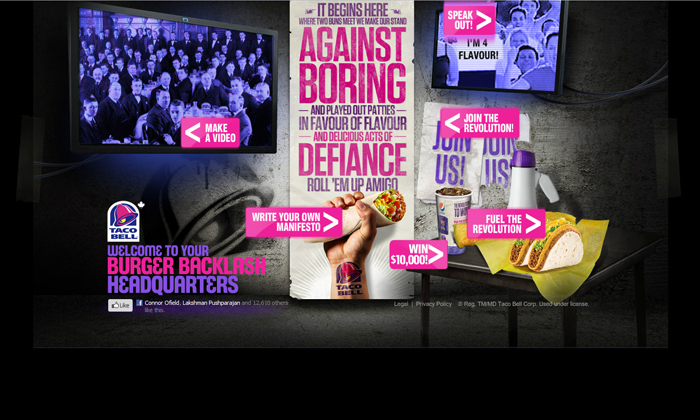 IT BEGINS HERE
WHERE TWO BUNS MEET WE MAKE OUR STAND
AGAINST
BORING
AND PLAYED OUT PATTIES
IN FAVOUR OF FLAVOUR
AND DELICIOUS ACTS OF
DEFIANCE
ROLL 'EM UP AMIGO
SPEAK
OUT!
I'M 4
FLAVOUR!
MAKE
A VIDEO
JOIN THE
REVOLUTION!
JOIN
US!
JOIN
US!
WRITE YOUR OWN
MANIFESTO
FUEL THE
REVOLUTION
WIN
$10,000!
TACO
BELL
TACO
BELL
WELCOME TO YOUR
BURGER BACKLASH
HEADQUARTERS
Like
Connor Ofield, Lakshman Pushparajan and 12,610 others
like this.
Legal | Privacy Policy ® Reg. TM/MD Taco Bell Corp. Used under license.